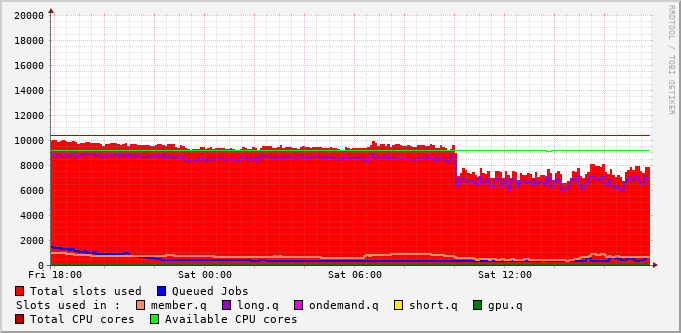 20000
18000
16000
14000
12000
10000
8000
6000
4000
2000
0
Fri 18:00 Sat 00:00 Sat 06:00 Sat 12:00
Total slots used Queued Jobs
Slots used in : member.q long.q ondemand.q short.q gpu.q
Total CPU cores Available CPU cores
RRDTOOL / TOBI OETIKER